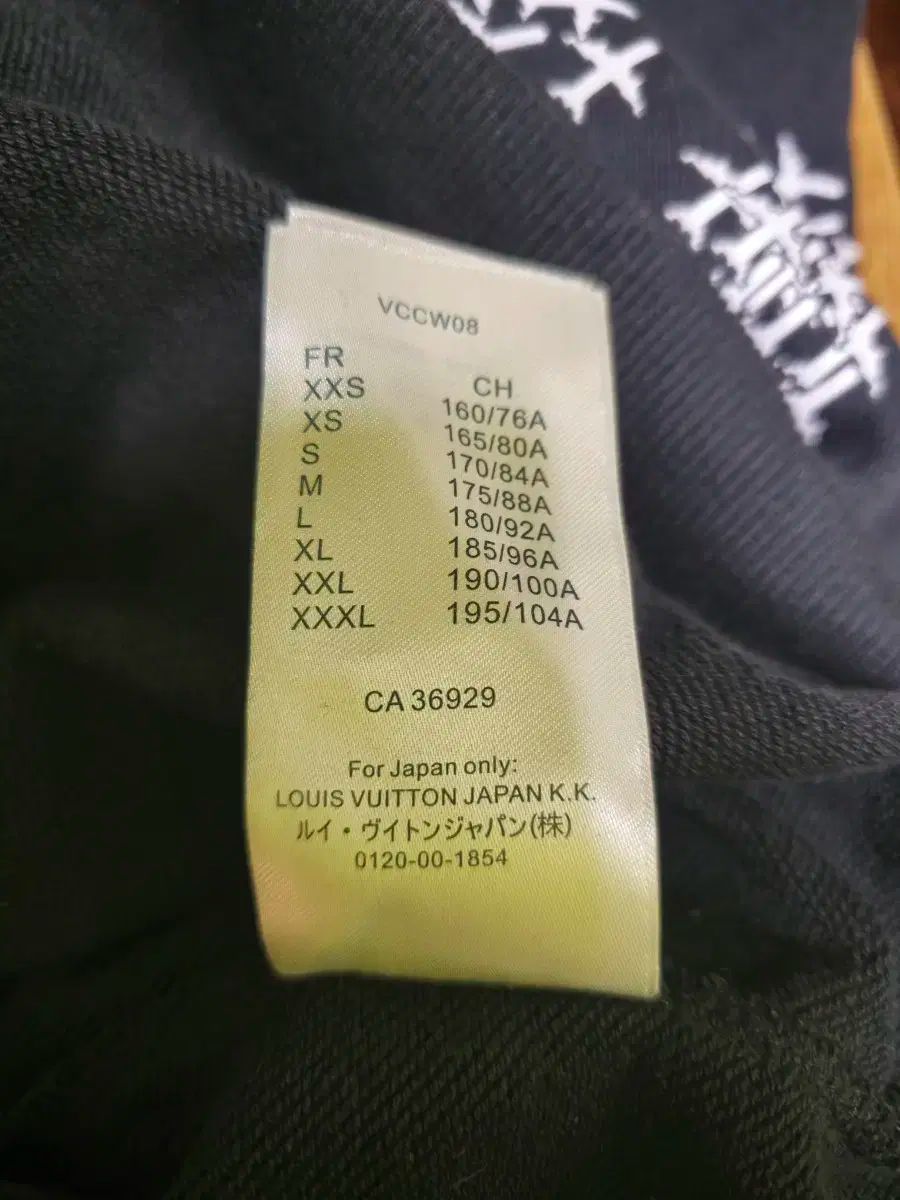 VCCW08
FR CH
XXS 160/76A
XS 165/80A
S 170/84A
M 175/88A
L 180/92A
XL 185/96A
XXL 190/100A
XXXL 195/104A
CA 36929
For Japan only:
LOUIS VUITTON JAPAN K.K.
ルイ・ヴイトンジャパン(株)
0120-00-1854